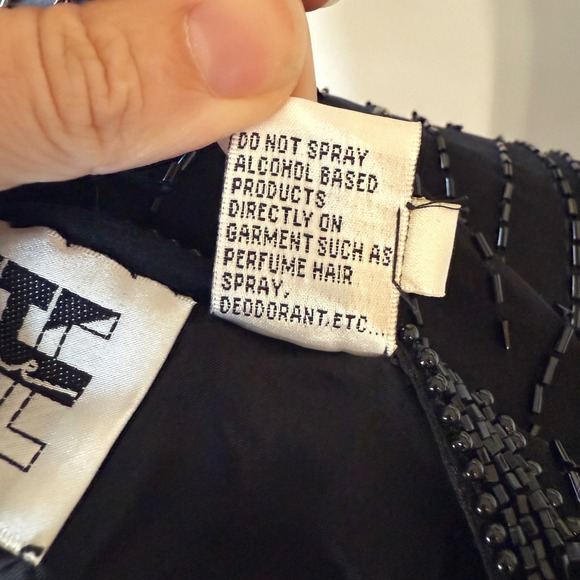 DO NOT SPRAY
ALCOHOL BASED
PRODUCTS
DIRECTLY ON
GARMENT SUCH AS
PERFUME HAIR
SPRAY,
DEODORANT,ETC...